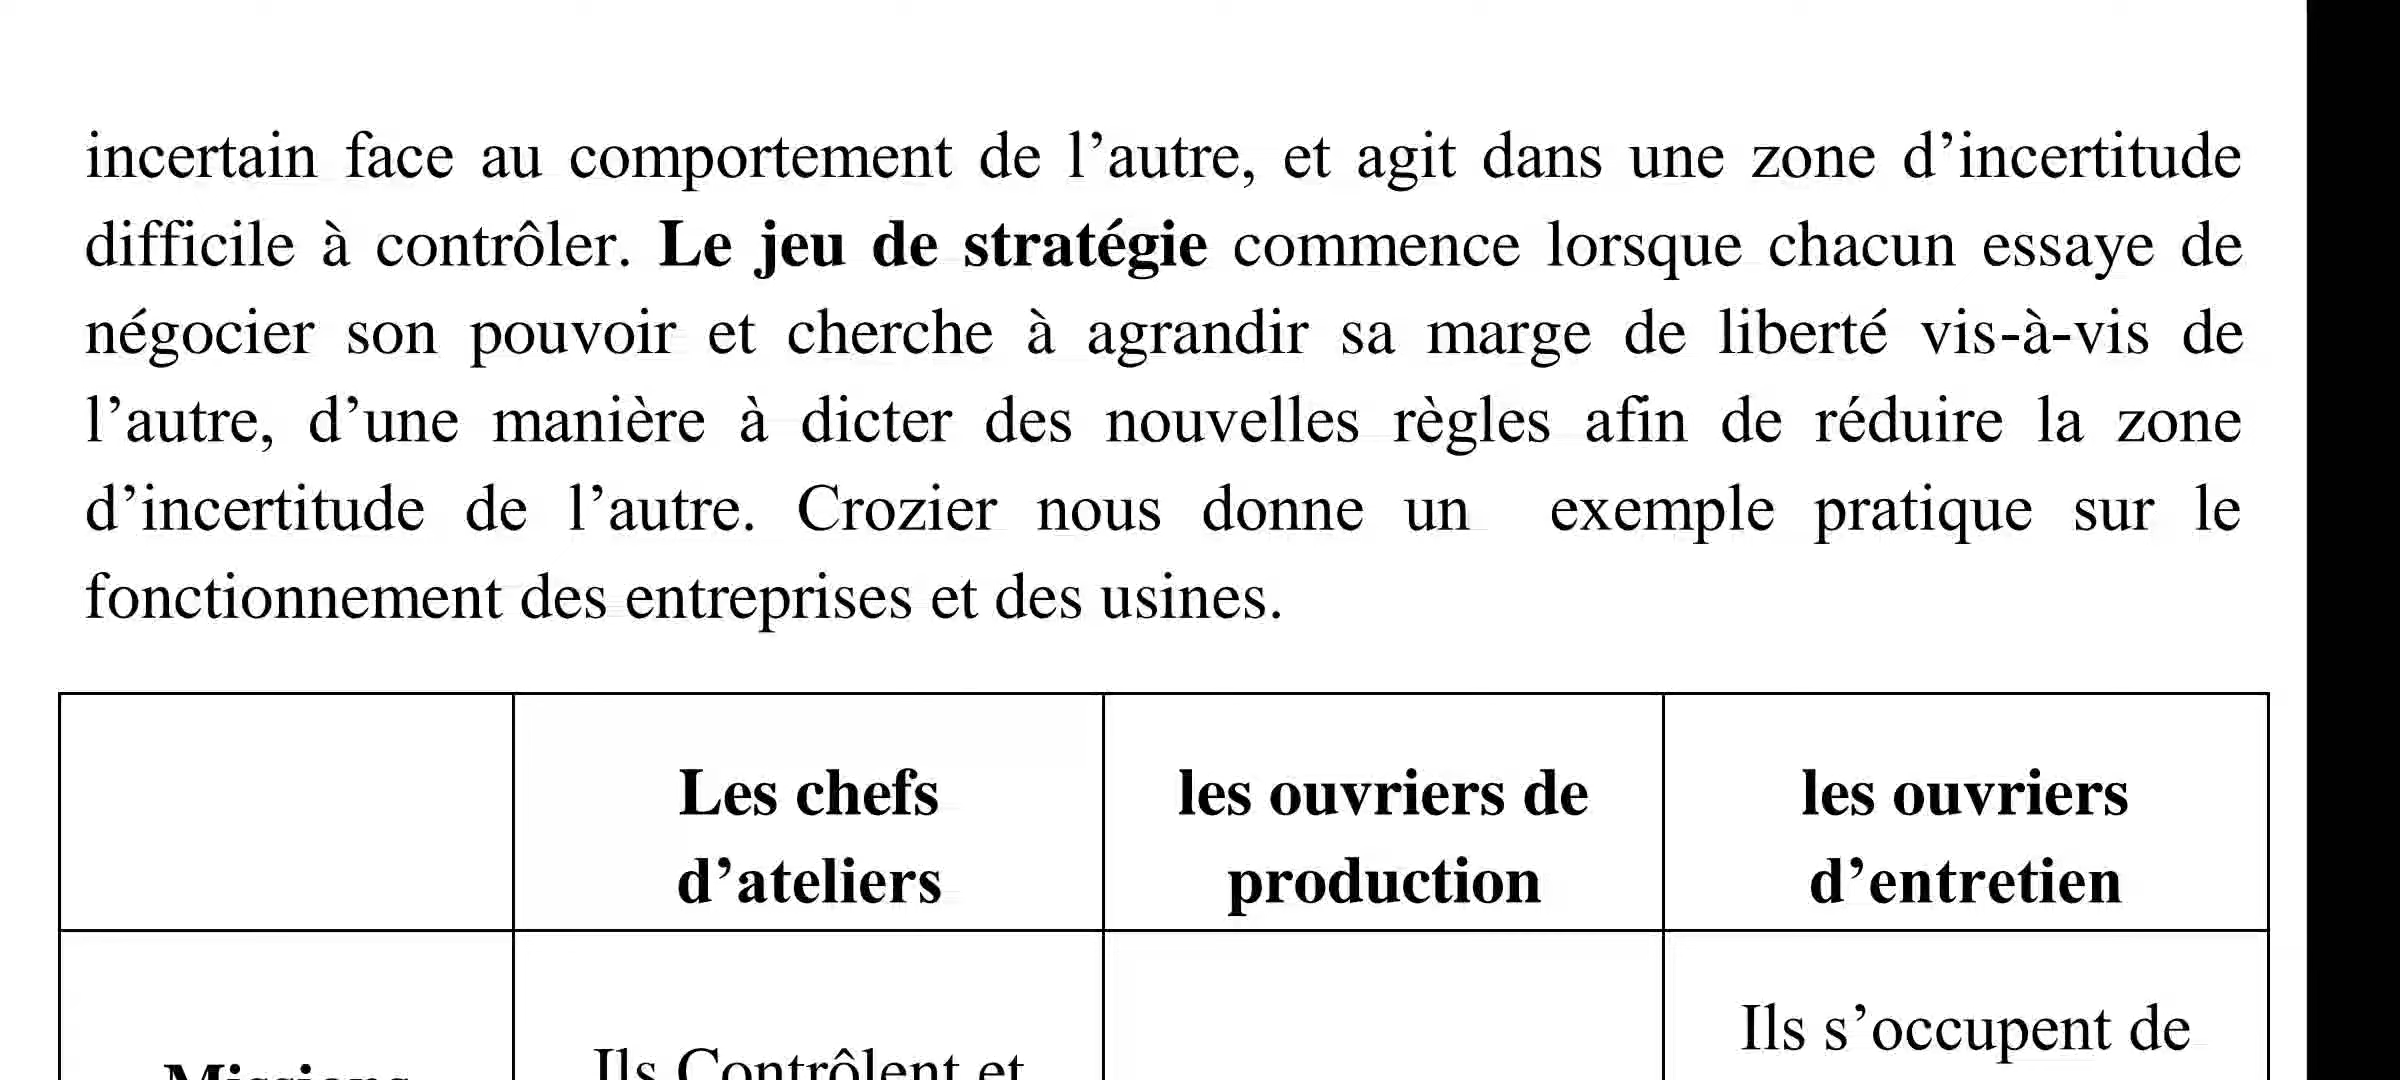 incertain face au comportement de l’autre, et agit dans une zone d’incertitude
difficile à contrôler. Le jeu de stratégie commence lorsque chacun essaye de
négocier son pouvoir et cherche à agrandir sa marge de liberté vis-à-vis de
l’autre, d’une manière à dicter des nouvelles règles afin de réduire la zone
d’incertitude de l’autre. Crozier nous donne un exemple pratique sur le
fonctionnement des entreprises et des usines.
Les chefs
d’ateliers
les ouvriers de
production
les ouvriers
d’entretien
Missions
Ils Contrôlent et
Ils s’occupent de